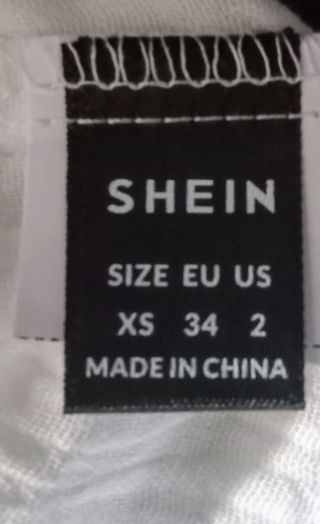 SHEIN
SIZE EU US
XS 34 2
MADE IN CHINA